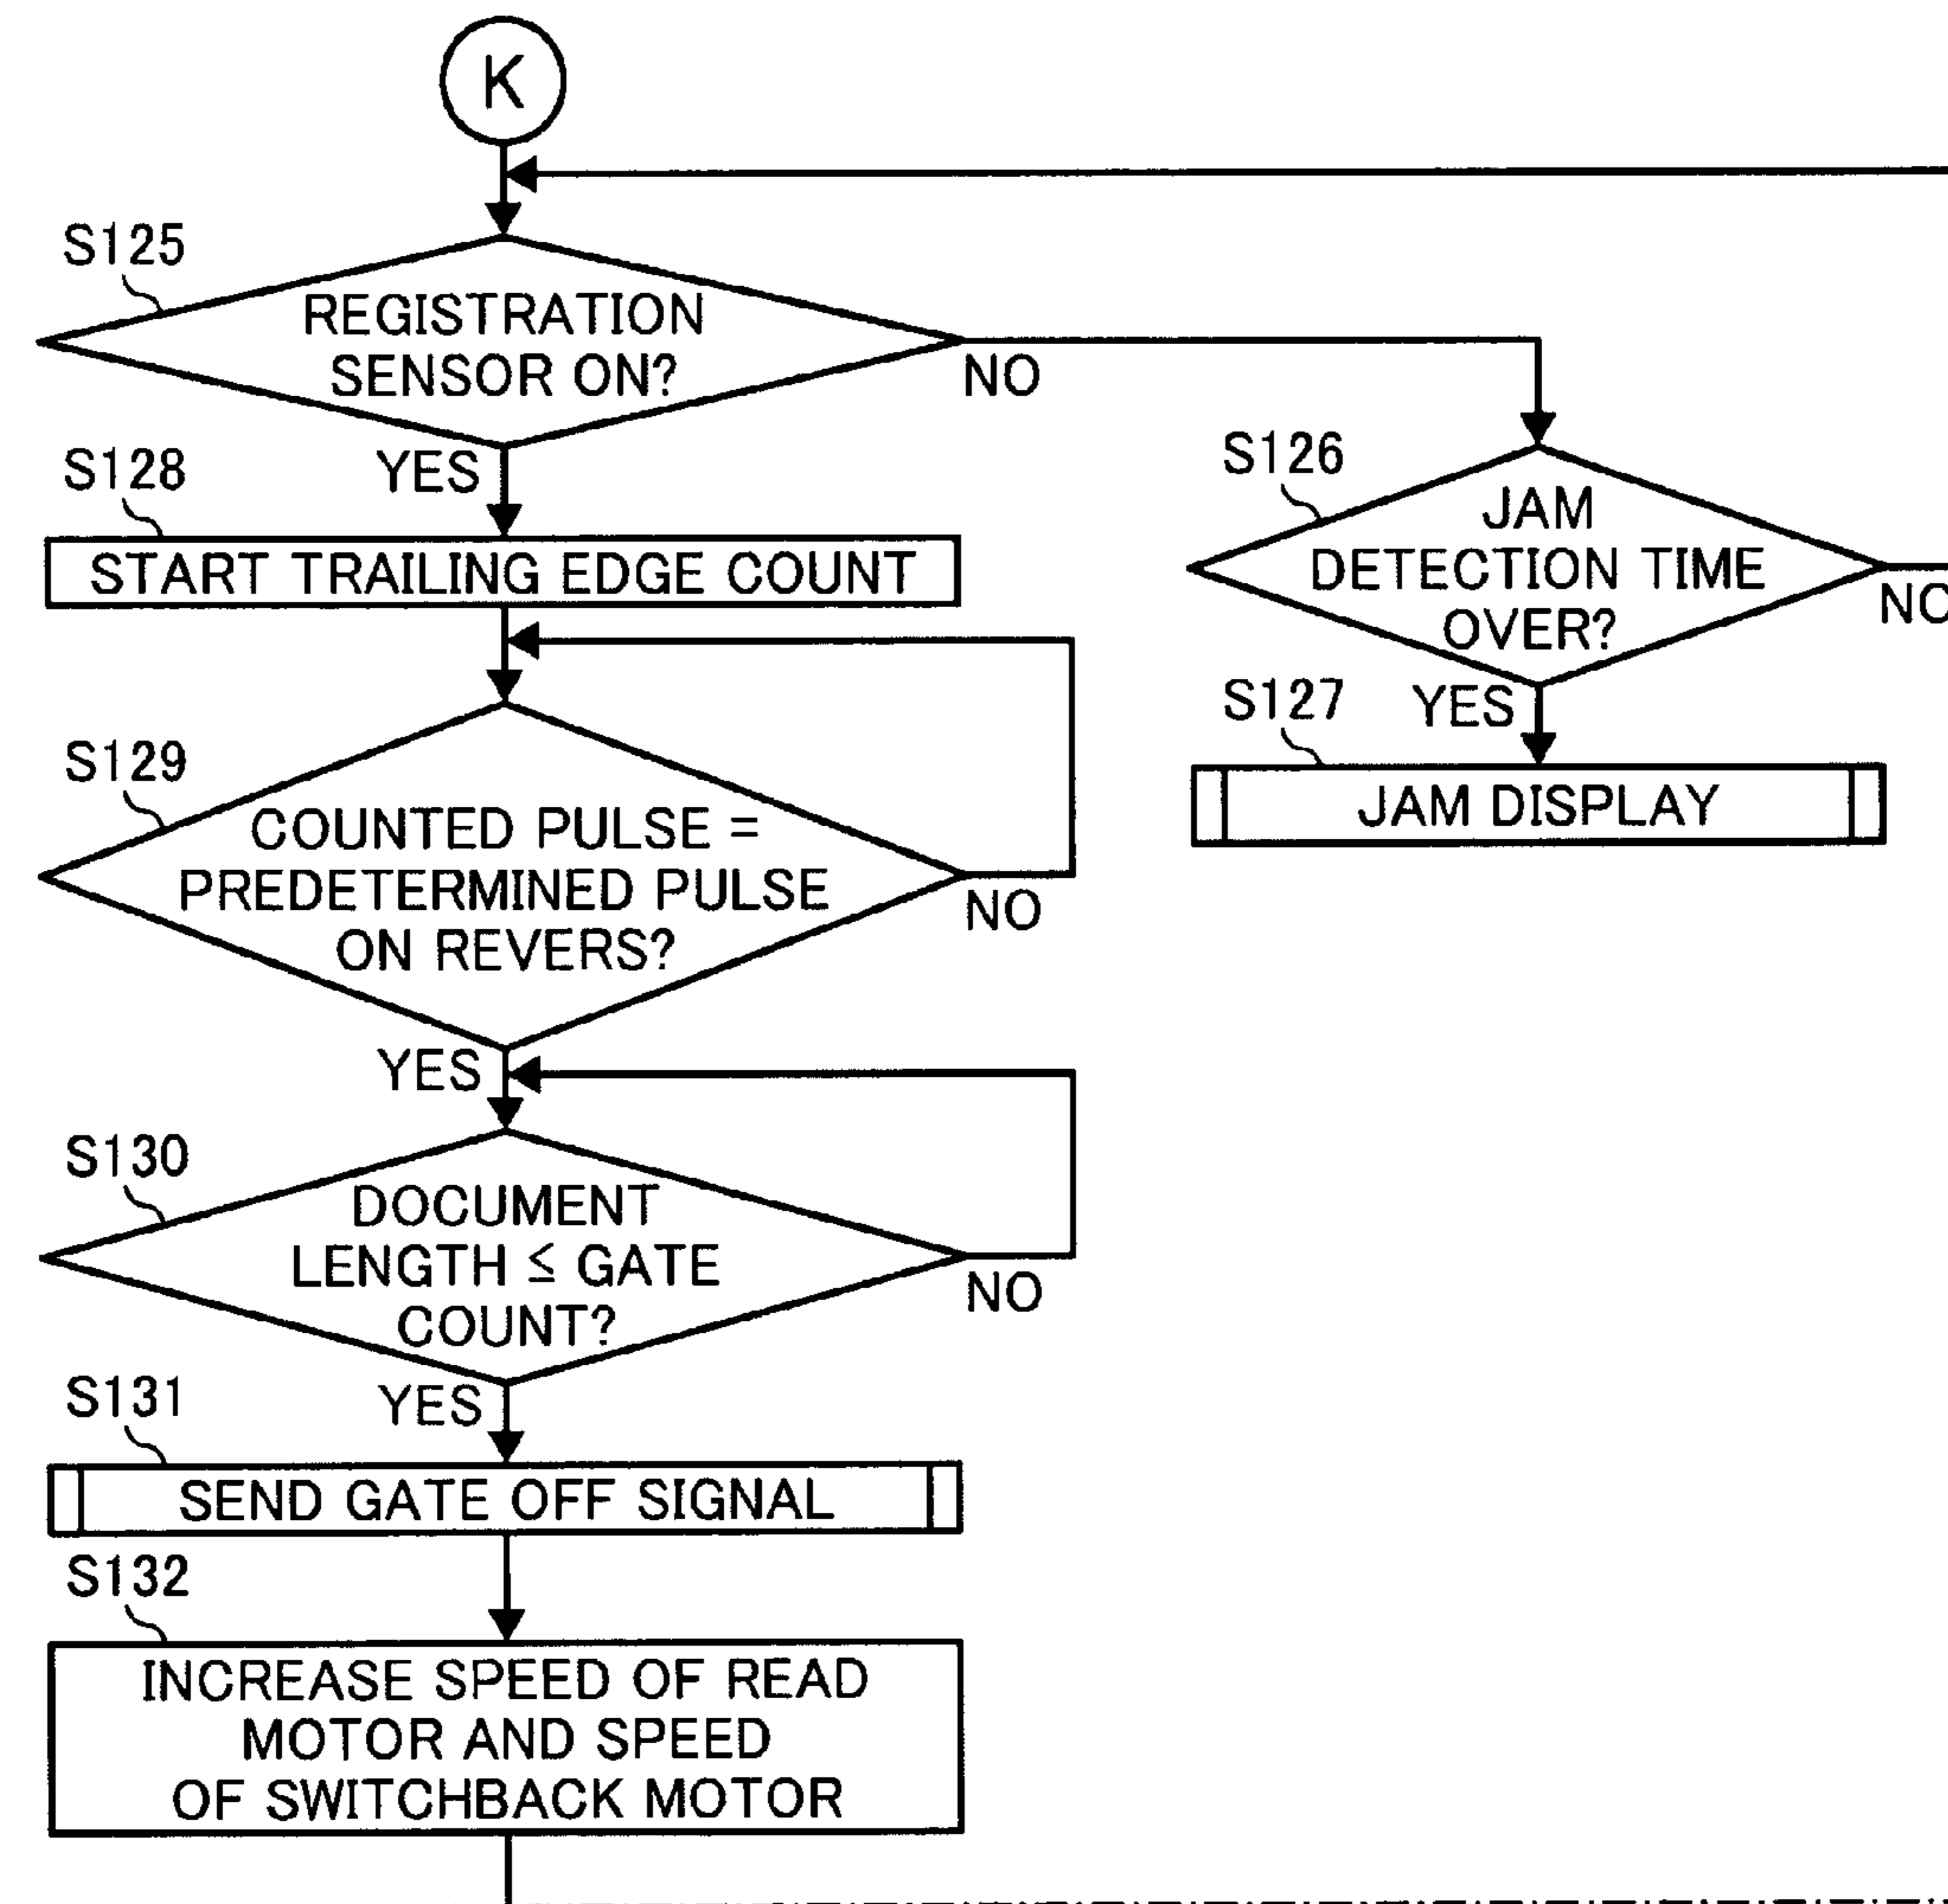 K
S125
REGISTRATION
SENSOR ON?
NO
YES
S126
JAM
DETECTION TIME
OVER?
NO
YES
S127
JAM DISPLAY
S128
START TRAILING EDGE COUNT
S129
COUNTED PULSE =
PREDETERMINED PULSE
ON REVERS?
NO
YES
S130
DOCUMENT
LENGTH ≤ GATE
COUNT?
NO
YES
S131
SEND GATE OFF SIGNAL
S132
INCREASE SPEED OF READ
MOTOR AND SPEED
OF SWITCHBACK MOTOR